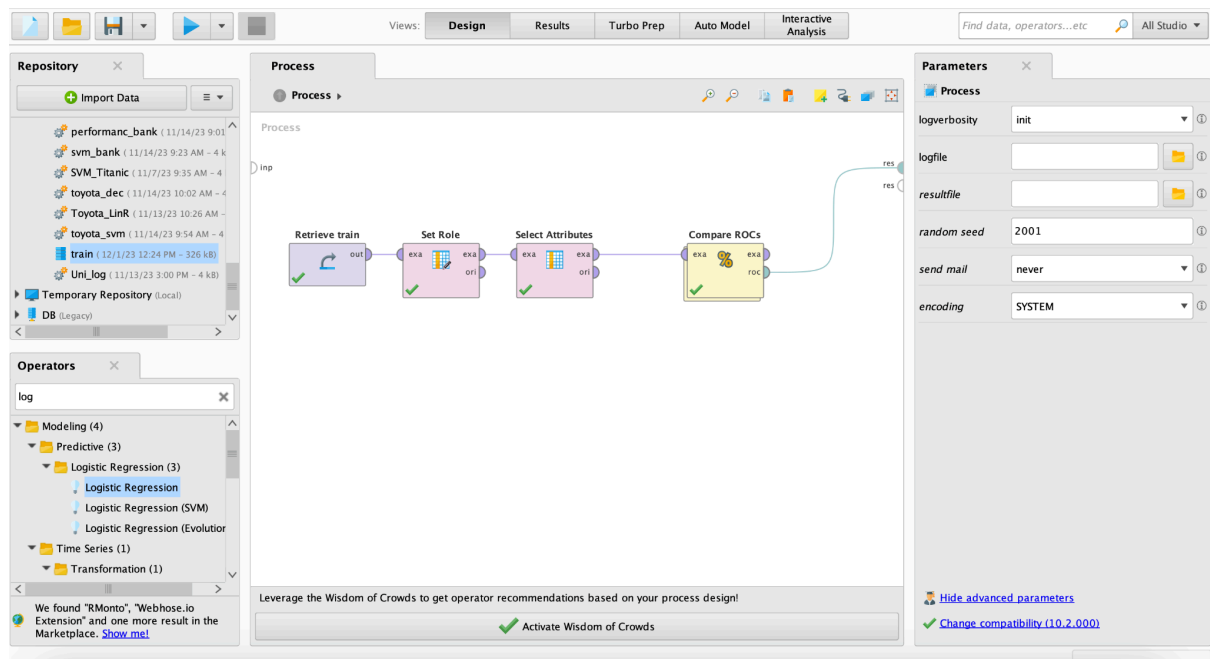 Views: Design Results Turbo Prep Auto Model Interactive Analysis Find data, operators...etc All Studio
Repository
Import Data
performanc_bank (11/14/23 9:01
svm_bank (11/14/23 9:23 AM – 4 k
SVM_Titanic (11/7/23 9:35 AM – 4
toyota_dec (11/14/23 10:02 AM – 4
Toyota_LinR (11/13/23 10:26 AM –
toyota_svm (11/14/23 9:54 AM – 4
train (12/1/23 12:24 PM – 326 kB)
Uni_log (11/13/23 3:00 PM – 4 kB)
Temporary Repository (Local)
DB (Legacy)
Operators
log
Modeling (4)
Predictive (3)
Logistic Regression (3)
Logistic Regression
Logistic Regression (SVM)
Logistic Regression (Evolution
Time Series (1)
Transformation (1)
We found "RMonto", "Webhose.io
Extension" and one more result in the
Marketplace. Show me!
Process
Process
Process
inp
res
res
Retrieve train
out
Set Role
exa exa
ori
Select Attributes
exa exa
ori
Compare ROCs
exa % exa
roc
Leverage the Wisdom of Crowds to get operator recommendations based on your process design!
Activate Wisdom of Crowds
Parameters
Process
logverbosity init
logfile
resultfile
random seed 2001
send mail never
encoding SYSTEM
Hide advanced parameters
Change compatibility (10.2.000)